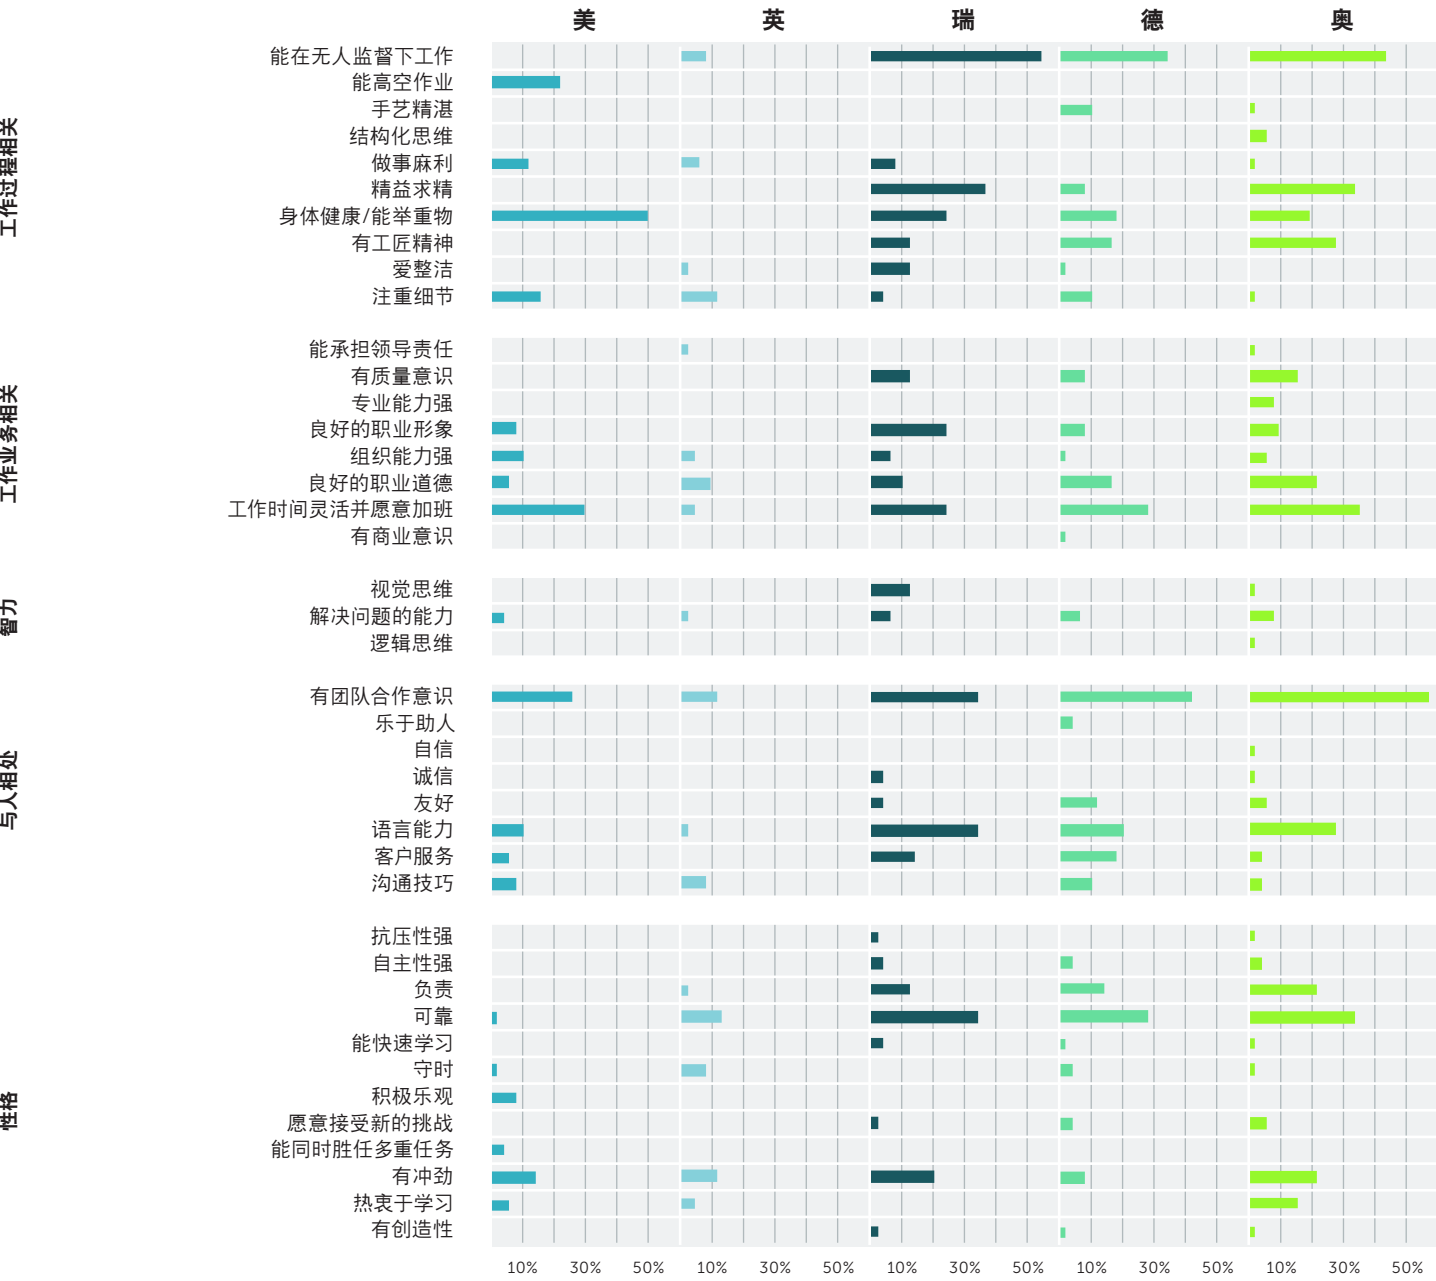 美 英 瑞 德 奥
工作过程相关
能在无人监督下工作
能高空作业
手艺精湛
结构化思维
做事麻利
精益求精
身体健康/能举重物
有工匠精神
爱整洁
注重细节
工作业务相关
能承担领导责任
有质量意识
专业能力强
良好的职业形象
组织能力强
良好的职业道德
工作时间灵活并愿意加班
有商业意识
智力
视觉思维
解决问题的能力
逻辑思维
与人相处
有团队合作意识
乐于助人
自信
诚信
友好
语言能力
客户服务
沟通技巧
性格
抗压性强
自主性强
负责
可靠
能快速学习
守时
积极乐观
愿意接受新的挑战
能同时胜任多重任务
有冲劲
热衷于学习
有创造性
10% 30% 50% 10% 30% 50% 10% 30% 50% 10% 30% 50% 10% 30% 50%